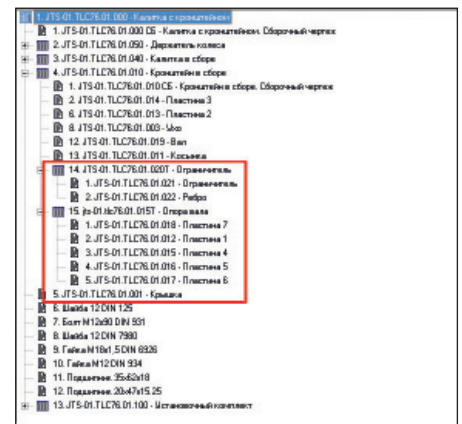 1. JTS-01.TLC76.01.000 - Калитка с кронштейном
1. JTS-01.TLC76.01.000 СБ - Калитка с кронштейном. Сборочный чертеж
2. JTS-01.TLC76.01.050 - Держатель колеса
3. JTS-01.TLC76.01.040 - Калитка в сборе
4. JTS-01.TLC76.01.010 - Кронштейн в сборе
1. JTS-01.TLC76.01.010 СБ - Кронштейн в сборе. Сборочный чертеж
2. JTS-01.TLC76.01.014 - Пластина 3
6. JTS-01.TLC76.01.013 - Пластина 2
8. JTS-01.TLC76.01.003 - Ухо
12. JTS-01.TLC76.01.019 - Вал
13. JTS-01.TLC76.01.011 - Косынка
14. JTS-01.TLC76.01.020Т - Ограничитель
1. JTS-01.TLC76.01.021 - Ограничитель
2. JTS-01.TLC76.01.022 - Ребро
15. jts-01.tlc76.01.015Т - Опора вала
1. JTS-01.TLC76.01.018 - Пластина 7
2. JTS-01.TLC76.01.012 - Пластина 1
3. JTS-01.TLC76.01.015 - Пластина 4
4. JTS-01.TLC76.01.016 - Пластина 5
5. JTS-01.TLC76.01.017 - Пластина 6
5. JTS-01.TLC76.01.001 - Крышка
6. Шайба 12 DIN 125
7. Болт M12x90 DIN 931
8. Шайба 12 DIN 7980
9. Гайка M18x1,5 DIN 6926
10. Гайка M12 DIN 934
11. Подшипник 35x62x18
12. Подшипник 20x47x15.25
13. JTS-01.TLC76.01.100 - Установочный комплект